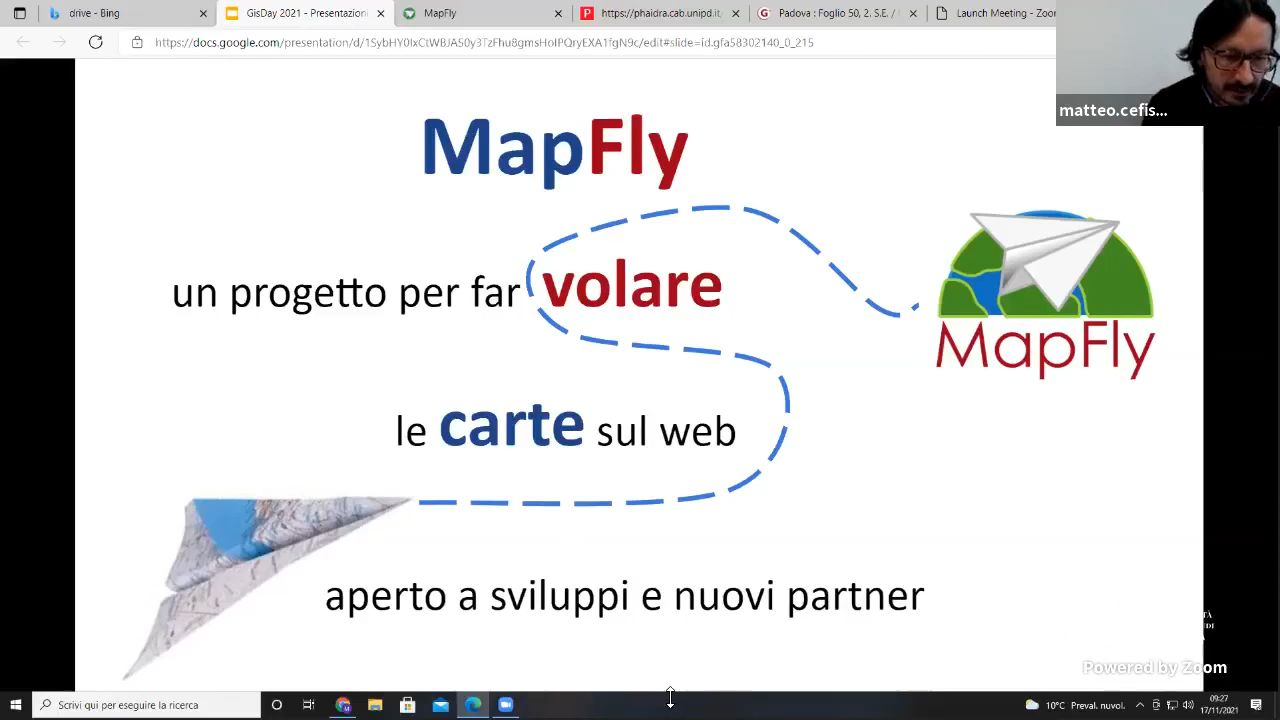 drive - Bing
GisDay 2021 - Presentazion
MapFly
https://phaidra.cab.unipd.it
Padova : Foglio 50, 2. S.E. /
Launch Meeting - Zoom
https://docs.google.com/presentation/d/1SybHY0IxCtWBJA50y3TzFhu8gmsHoIPQryEXA1fgN9c/edit#slide=id.gfa58302140_0_215
matteo.cefis...
MapFly
un progetto per far volare
MapFly
le carte sul web
aperto a sviluppi e nuovi partner
Powered by Zoom
Scrivi qui per eseguire la ricerca
10°C Preval. nuvol.
09:27
17/11/2021